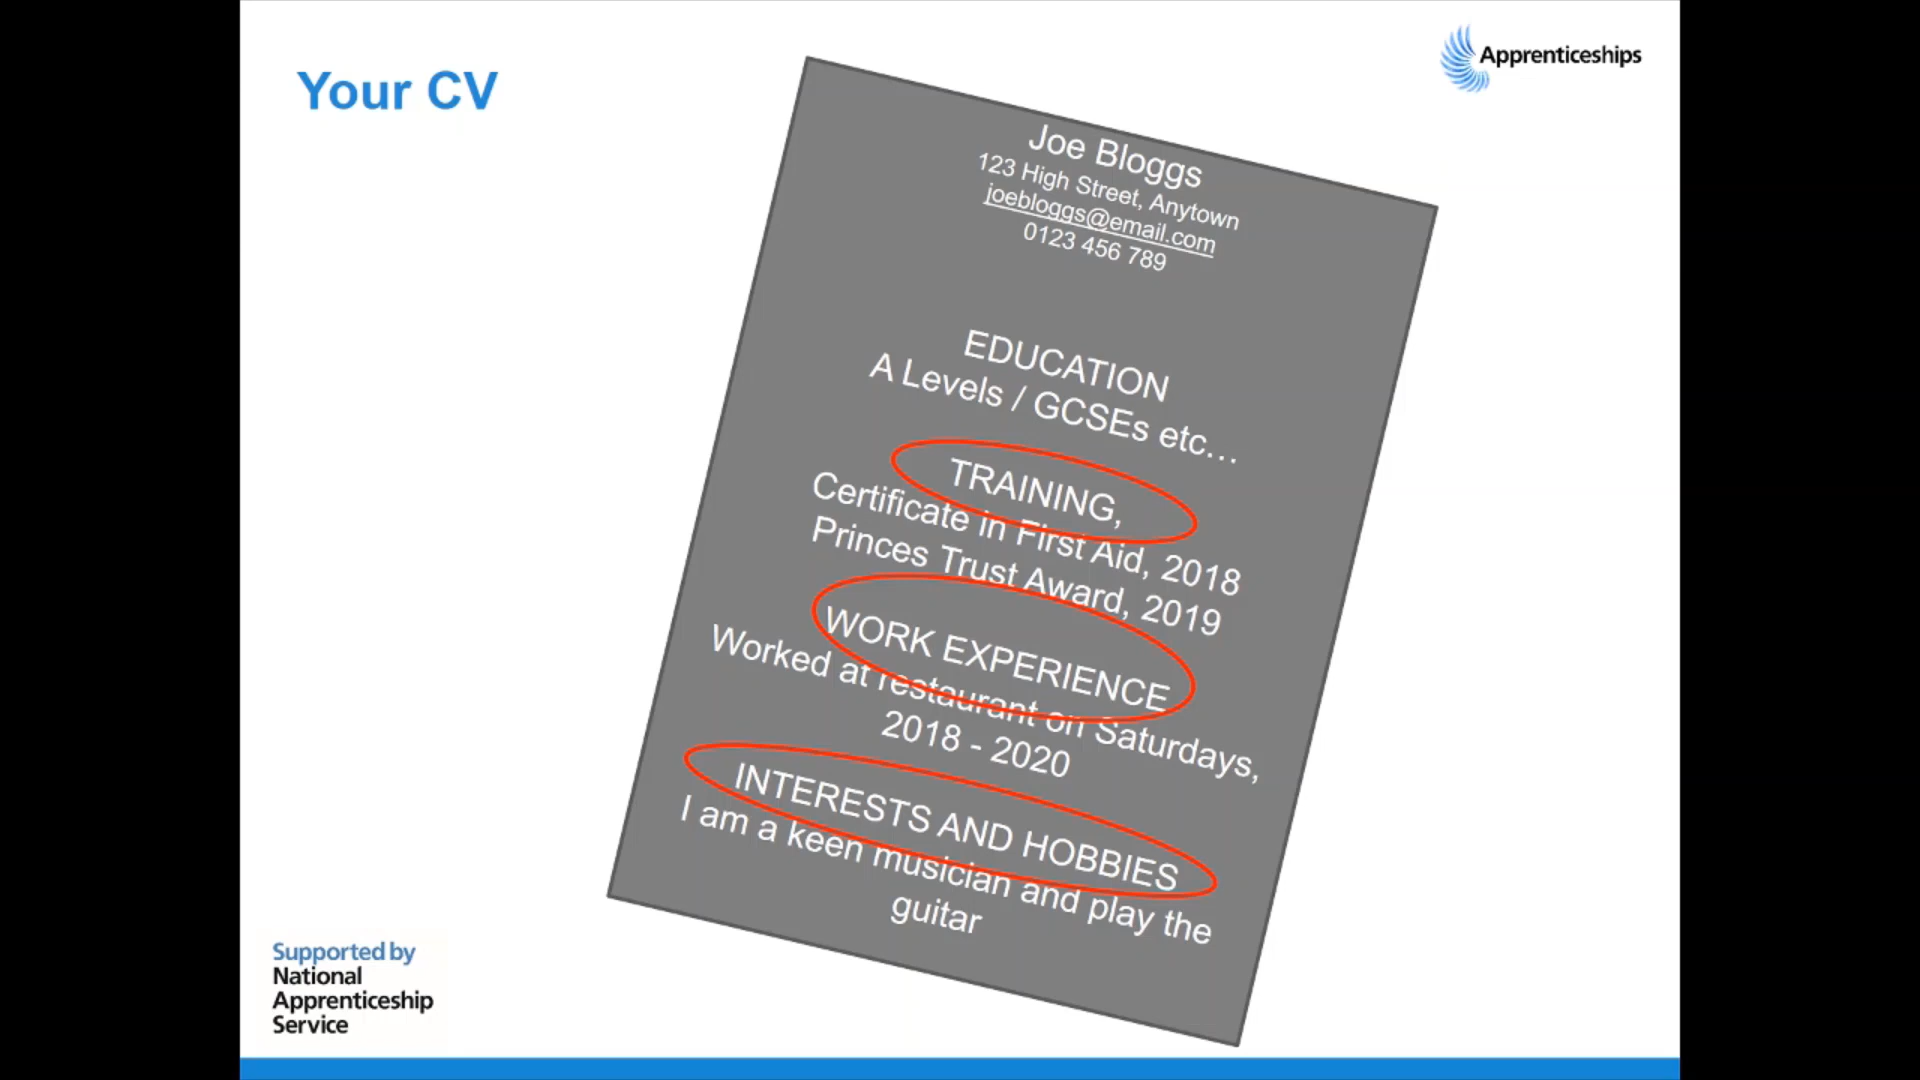 Your CV
Apprenticeships
Joe Bloggs
123 High Street, Anytown
joebloggs@email.com
0123 456 789
EDUCATION
A Levels / GCSEs etc...
TRAINING,
Certificate in First Aid, 2018
Princes Trust Award, 2019
WORK EXPERIENCE
Worked at restaurant on Saturdays,
2018 - 2020
INTERESTS AND HOBBIES
I am a keen musician and play the
guitar
Supported by
National
Apprenticeship
Service